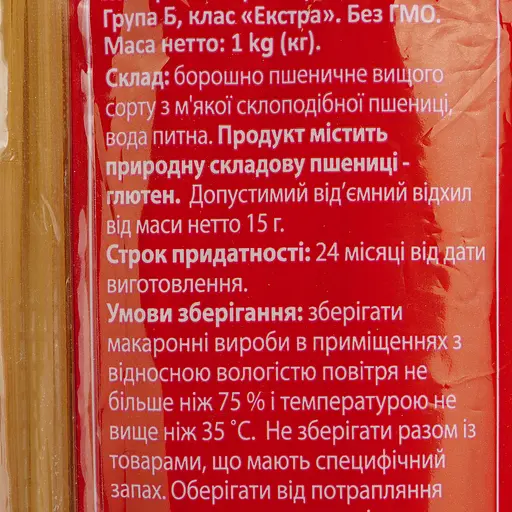 Група Б, клас «Екстра». Без ГМО.
Маса нетто: 1 kg (кг).
Склад: борошно пшеничне вищого
сорту з м'якої склоподібної пшениці,
вода питна. Продукт містить
природну складову пшениці -
глютен. Допустимий від'ємний відхил
від маси нетто 15 г.
Строк придатності: 24 місяці від дати
виготовлення.
Умови зберігання: зберігати
макаронні вироби в приміщеннях з
відносною вологістю повітря не
більше ніж 75 % і температурою не
вище ніж 35 °С. Не зберігати разом із
товарами, що мають специфічний
запах. Оберігати від потрапляння